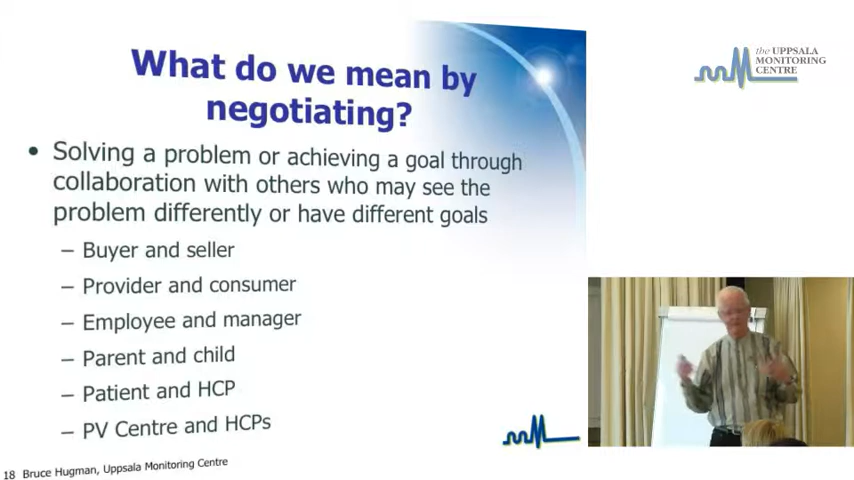 What do we mean by
negotiating?
the UPPSALA
MONITORING
CENTRE
• Solving a problem or achieving a goal through
collaboration with others who may see the
problem differently or have different goals
– Buyer and seller
– Provider and consumer
– Employee and manager
– Parent and child
– Patient and HCP
– PV Centre and HCPs
18 Bruce Hugman, Uppsala Monitoring Centre